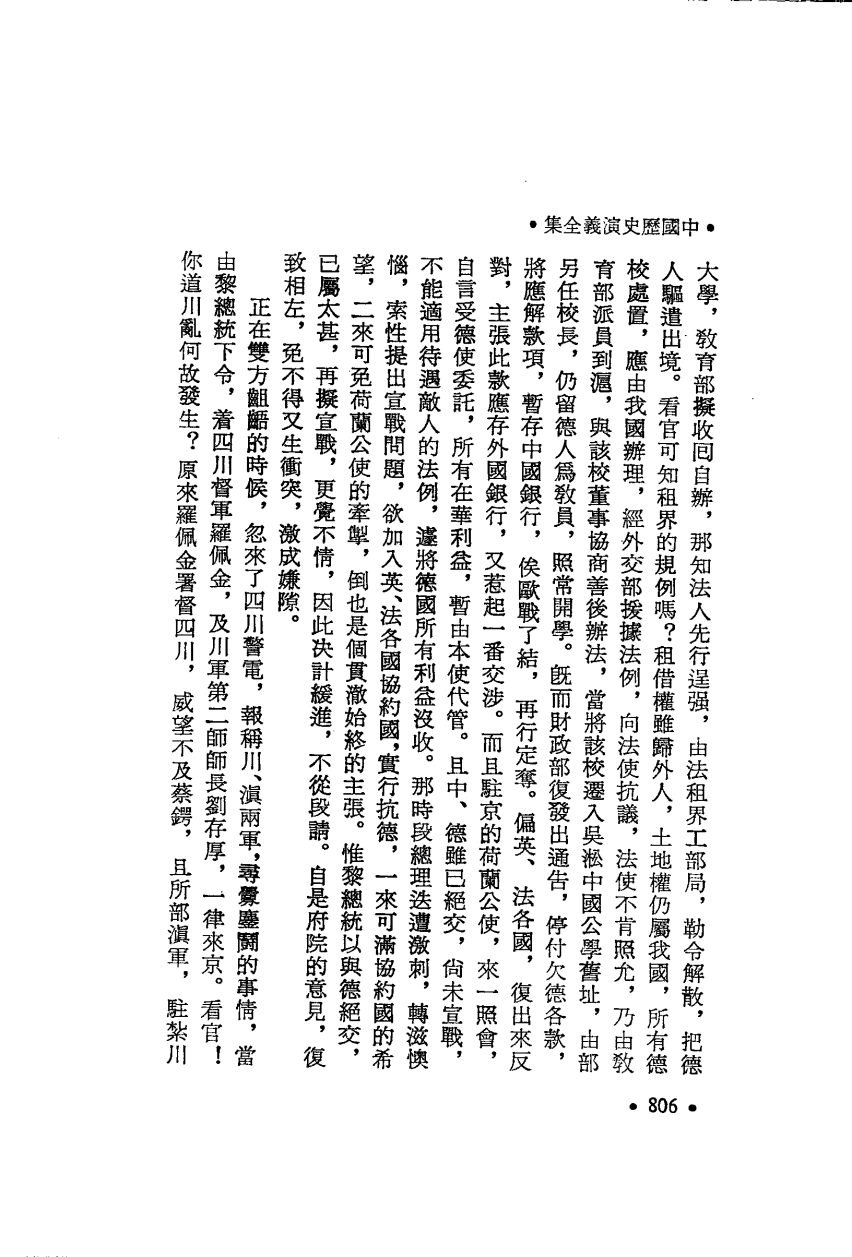 •中國歷史演義全集•
大學，敎育部擬收回自辦，那知法人先行逞强，由法租界工部局，勒令解散，把德
人驅遣出境。看官可知租界的規例嗎？租借權雖歸外人，土地權仍屬我國，所有德
校處置，應由我國辦理，經外交部援據法例，向法使抗議，法使不肯照允，乃由敎
育部派員到滬，與該校董事協商善後辦法，當將該校遷入吳淞中國公學舊址，由部
另任校長，仍留德人爲敎員，照常開學。旣而財政部復發出通告，停付欠德各款，
將應解款項，暫存中國銀行，俟歐戰了結，再行定奪。偏英、法各國，復出來反
對，主張此款應存外國銀行，又惹起一番交涉。而且駐京的荷蘭公使，來一照會，
自言受德使委託，所有在華利益，暫由本使代管。且中、德雖已絕交，尙未宣戰，
不能適用待遇敵人的法例，遽將德國所有利益沒收。那時段總理迭遭激刺，轉滋懊
惱，索性提出宣戰問題，欲加入英、法各國協約國，實行抗德，一來可滿協約國的希
望，二來可免荷蘭公使的牽掣，倒也是個貫澈始終的主張。惟黎總統以與德絕交，
已屬太甚，再擬宣戰，更覺不情，因此决計緩進，不從段請。自是府院的意見，復
致相左，免不得又生衝突，激成嫌隙。
正在雙方齟齬的時候，忽來了四川警電，報稱川、滇兩軍，尋釁鏖鬭的事情，當
由黎總統下令，着四川督軍羅佩金，及川軍第二師師長劉存厚，一律來京。看官！
你道川亂何故發生？原來羅佩金署督四川，威望不及蔡鍔，且所部滇軍，駐紮川
•806•